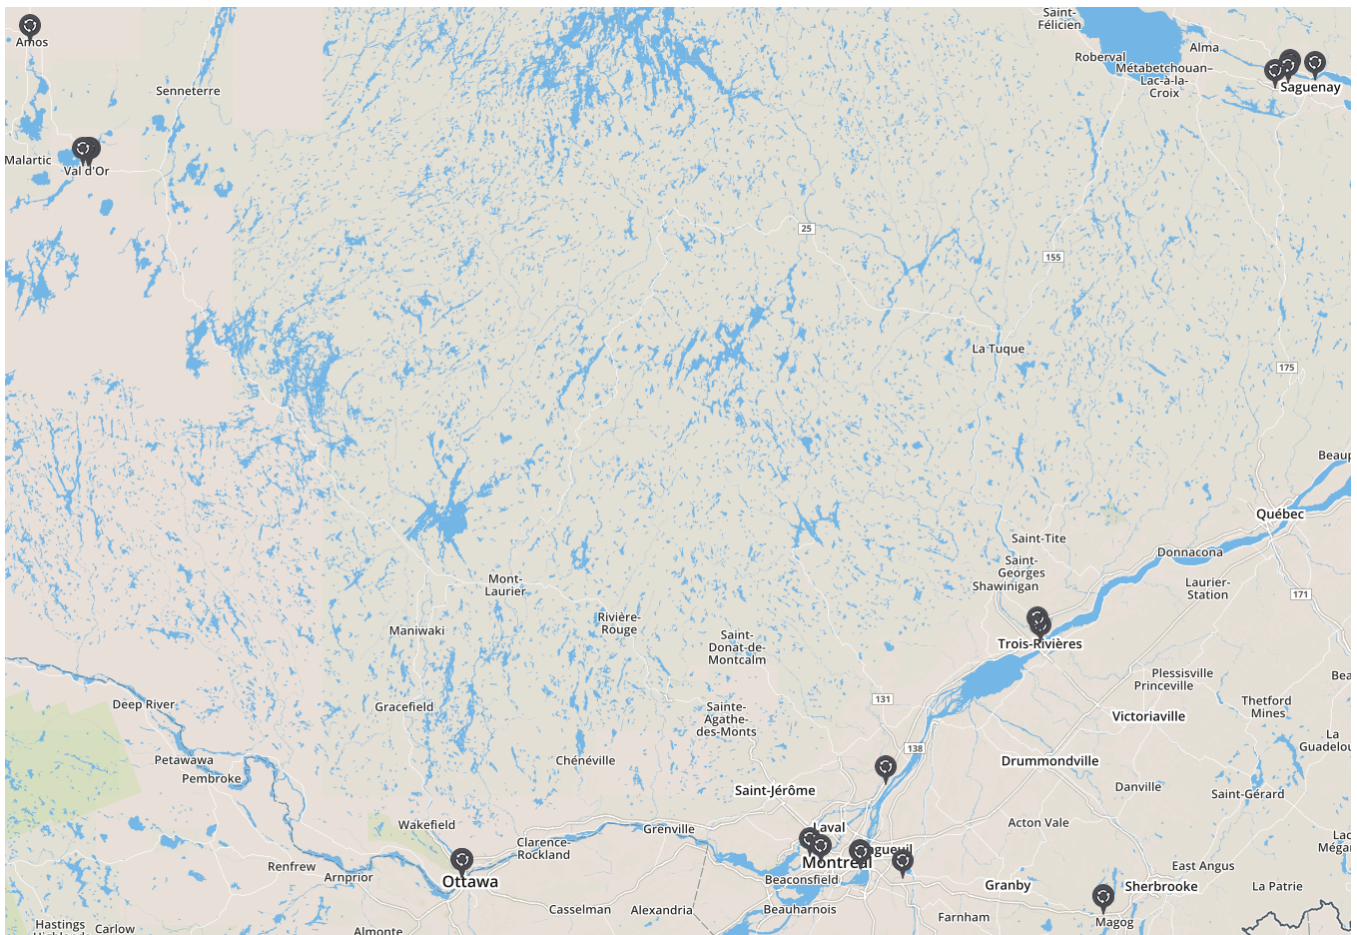 Saint-
Félicien
Amos
Alma
Roberval
Métabetchouan–
Lac-à-la-
Croix
Saguenay
Senneterre
Malartic
Val d'Or
25
155
La Tuque
175
Québec
Saint-Tite
Donnacona
Saint-
Georges
Shawinigan
Laurier-
Station
171
Mont-
Laurier
Rivière-
Rouge
Maniwaki
Saint-
Donat-de-
Montcalm
Trois-Rivières
Plessisville
Princeville
131
Deep River
Gracefield
Sainte-
Agathe-
des-Monts
Victoriaville
Thetford
Mines
138
La
Petawawa
Pembroke
Chénéville
Drummondville
Danville
Saint-Gérard
Saint-Jérôme
Wakefield
Grenville
Laval
Acton Vale
Clarence-
Rockland
Montréal
Renfrew
Arnprior
Ottawa
Beaconsfield
Granby
Sherbrooke
East Angus
La Patrie
Casselman
Alexandria
Beauharnois
Farnham
Magog
Hastings
Carlow
Almonte